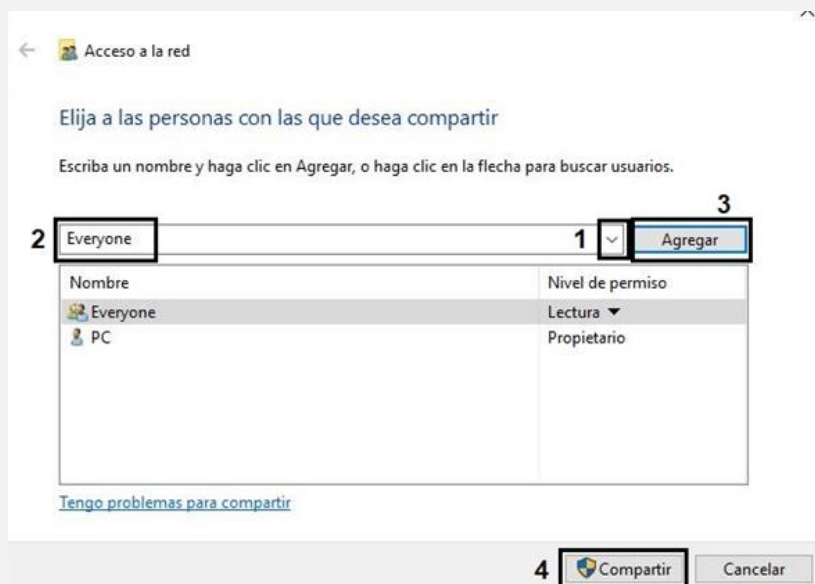 Acceso a la red
Elija a las personas con las que desea compartir
Escriba un nombre y haga clic en Agregar, o haga clic en la flecha para buscar usuarios.
3
2 Everyone 1 Agregar
Nombre Nivel de permiso
Everyone Lectura
PC Propietario
Tengo problemas para compartir
4 Compartir Cancelar